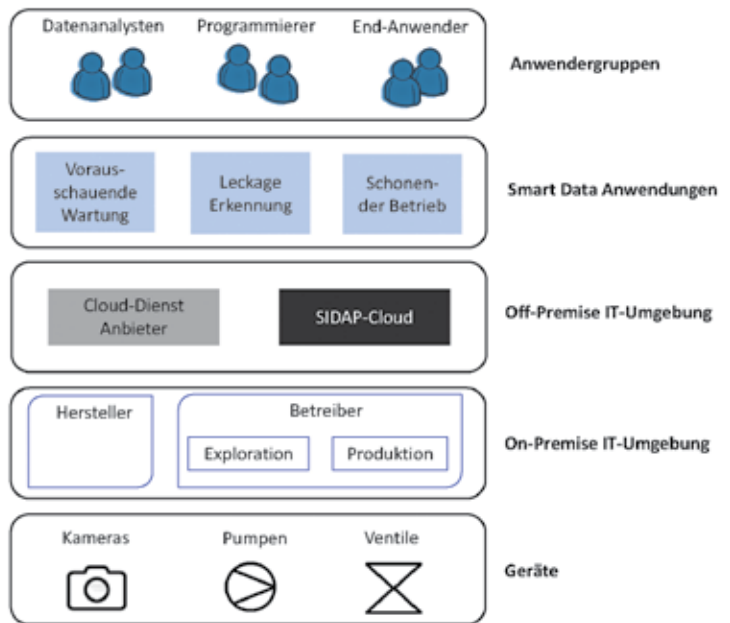 Datenanalysten Programmierer End-Anwender
Anwendergruppen
Voraus-
schauende
Wartung
Leckage
Erkennung
Schonen-
der Betrieb
Smart Data Anwendungen
Cloud-Dienst
Anbieter
SIDAP-Cloud
Off-Premise IT-Umgebung
Hersteller
Betreiber
Exploration
Produktion
On-Premise IT-Umgebung
Kameras
Pumpen
Ventile
Geräte